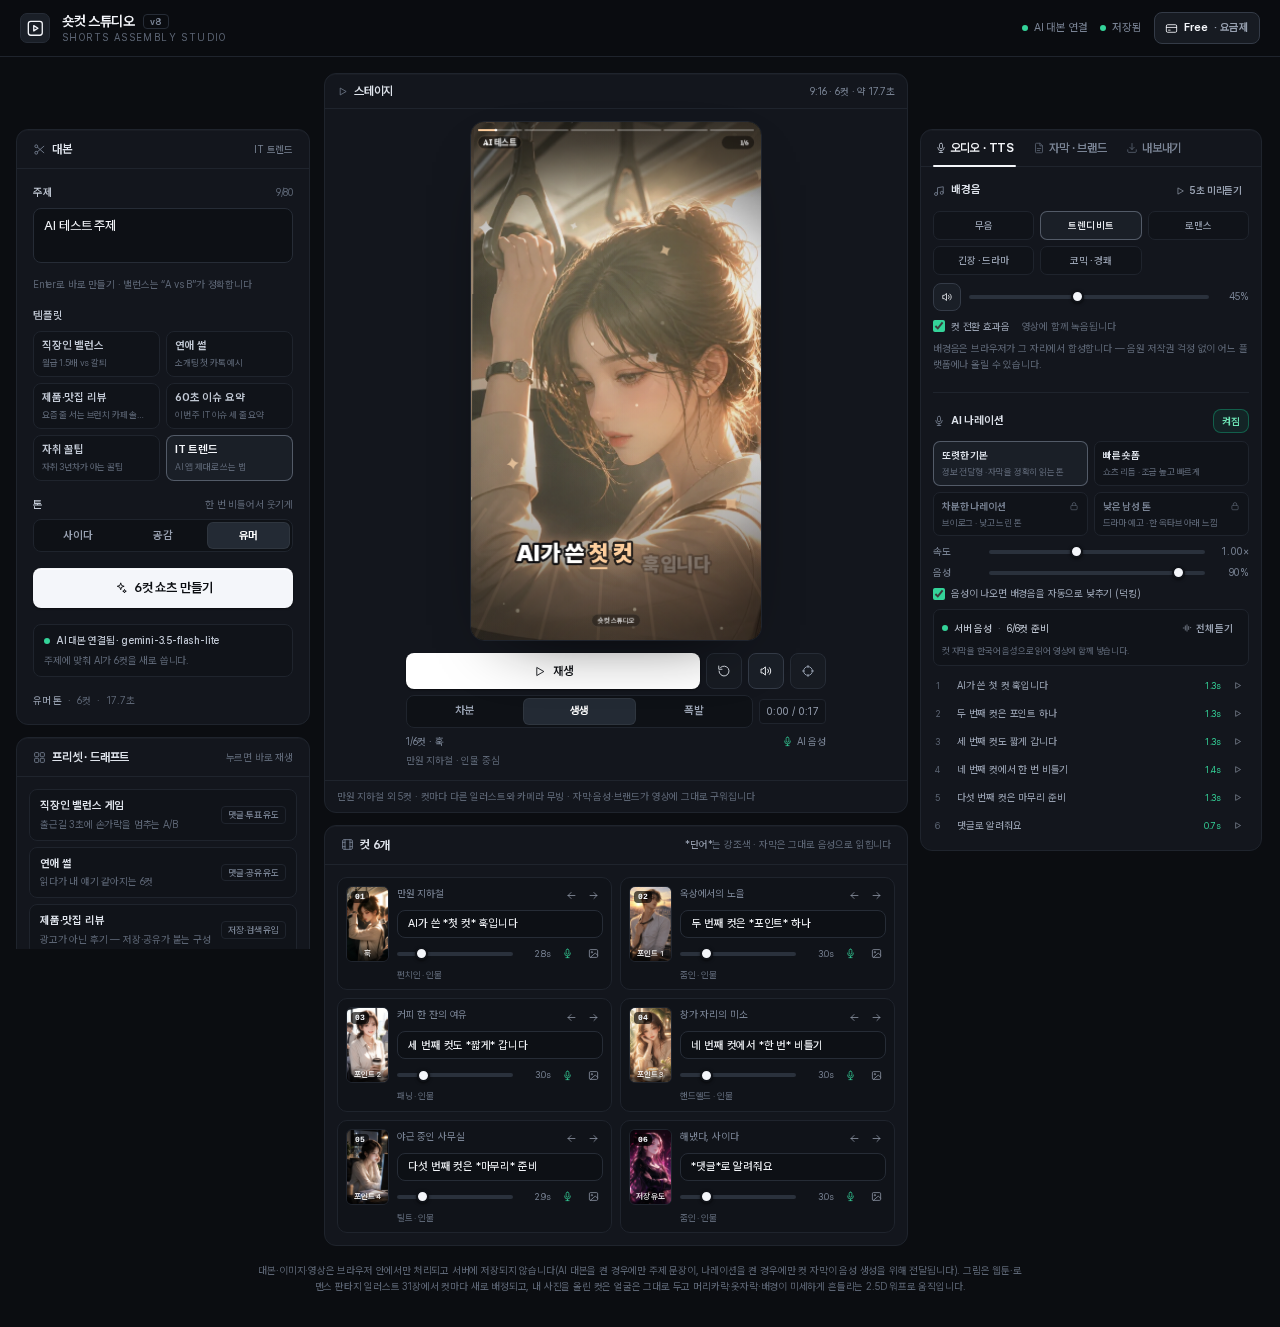 숏컷 스튜디오 v8
SHORTS ASSEMBLY STUDIO
AI 대본 연결
저장됨
Free · 요금제
대본
IT 트렌드
주제
9/80
AI 테스트 주제
Enter로 바로 만들기 · 밸런스는 "A vs B"가 정확합니다
템플릿
직장인 밸런스
월급 1.5배 vs 칼퇴
연애 썰
소개팅 첫 카톡 예시
제품·맛집 리뷰
요즘 줄 서는 브런치 카페 솔...
60초 이슈 요약
이번 주 IT 이슈 세 줄 요약
자취 꿀팁
자취 3년차가 아는 꿀팁
IT 트렌드
AI 앱 제대로 쓰는 법
톤
한 번 비틀어서 웃기게
사이다
공감
유머
6컷 쇼츠 만들기
AI 대본 연결됨 · gemini-3.5-flash-lite
주제에 맞춰 AI가 6컷을 새로 씁니다.
유머 톤 · 6컷 · 17.7초
프리셋 · 드래프트
누르면 바로 재생
직장인 밸런스 게임
출근길 3초에 손가락을 멈추는 A/B
댓글 투표 유도
연애 썰
읽다가 내 얘기 같아지는 6컷
댓글·공유 유도
제품·맛집 리뷰
광고가 아닌 후기 — 저장·공유가 붙는 구성
저장·검색 유입
스테이지
9:16 · 6컷 · 약 17.7초
AI 테스트
1/6
AI가 쓴 첫 컷 훅입니다
숏컷 스튜디오
재생
차분
생생
폭발
0:00 / 0:17
1/6컷 · 훅
AI 음성
만원 지하철 · 인물 중심
만원 지하철 외 5컷 · 컷마다 다른 일러스트와 카메라 무빙 · 자막·음성·브랜드가 영상에 그대로 구워집니다
컷 6개
*단어*는 강조색 · 자막은 그대로 음성으로 읽힙니다
01
훅
만원 지하철
← →
AI가 쓴 *첫 컷* 훅입니다
2.8s
펀치인 · 인물
02
포인트 1
옥상에서의 노을
← →
두 번째 컷은 *포인트* 하나
3.0s
줌인 · 인물
03
포인트 2
커피 한 잔의 여유
← →
세 번째 컷도 *짧게* 갑니다
3.0s
패닝 · 인물
04
포인트 3
창가 자리의 미소
← →
네 번째 컷에서 *한 번* 비틀기
3.0s
핸드헬드 · 인물
05
포인트 4
야근 중인 사무실
← →
다섯 번째 컷은 *마무리* 준비
2.9s
틸트 · 인물
06
저장 유도
해냈다, 사이다
← →
*댓글*로 알려줘요
3.0s
줌인 · 인물
오디오 · TTS
자막 · 브랜드
내보내기
배경음
5초 미리듣기
무음
트렌디 비트
로맨스
긴장 · 드라마
코믹 · 경쾌
45%
컷 전환 효과음
영상에 함께 녹음됩니다
배경음은 브라우저가 그 자리에서 합성합니다 — 음원 저작권 걱정 없이 어느 플
랫폼에나 올릴 수 있습니다.
AI 나레이션
켜짐
또렷한 기본
정보 전달형 · 자막을 정확히 읽는 톤
빠른 숏폼
쇼츠 리듬 · 조금 높고 빠르게
차분한 나레이션
브이로그 · 낮고 느린 톤
낮은 남성 톤
드라마 예고 · 한 옥타브 아래 느낌
속도
1.00×
음성
90%
음성이 나오면 배경음을 자동으로 낮추기 (덕킹)
서버 음성 · 6/6컷 준비
전체 듣기
컷 자막을 한국어 음성으로 읽어 영상에 함께 넣습니다.
1 AI가 쓴 첫 컷 훅입니다 1.3s
2 두 번째 컷은 포인트 하나 1.3s
3 세 번째 컷도 짧게 갑니다 1.3s
4 네 번째 컷에서 한 번 비틀기 1.4s
5 다섯 번째 컷은 마무리 준비 1.3s
6 댓글로 알려줘요 0.7s
대본·이미지·영상은 브라우저 안에서만 처리되고 서버에 저장되지 않습니다(AI 대본을 켠 경우에만 주제 문장이, 나레이션을 켠 경우에만 컷 자막이 음성 생성을 위해 전달됩니다). 그림은 웹툰·로
맨스 판타지 일러스트 31장에서 컷마다 새로 배정되고, 내 사진을 올린 컷은 얼굴은 그대로 두고 머리카락·옷자락·배경이 미세하게 흔들리는 2.5D 워프로 움직입니다.